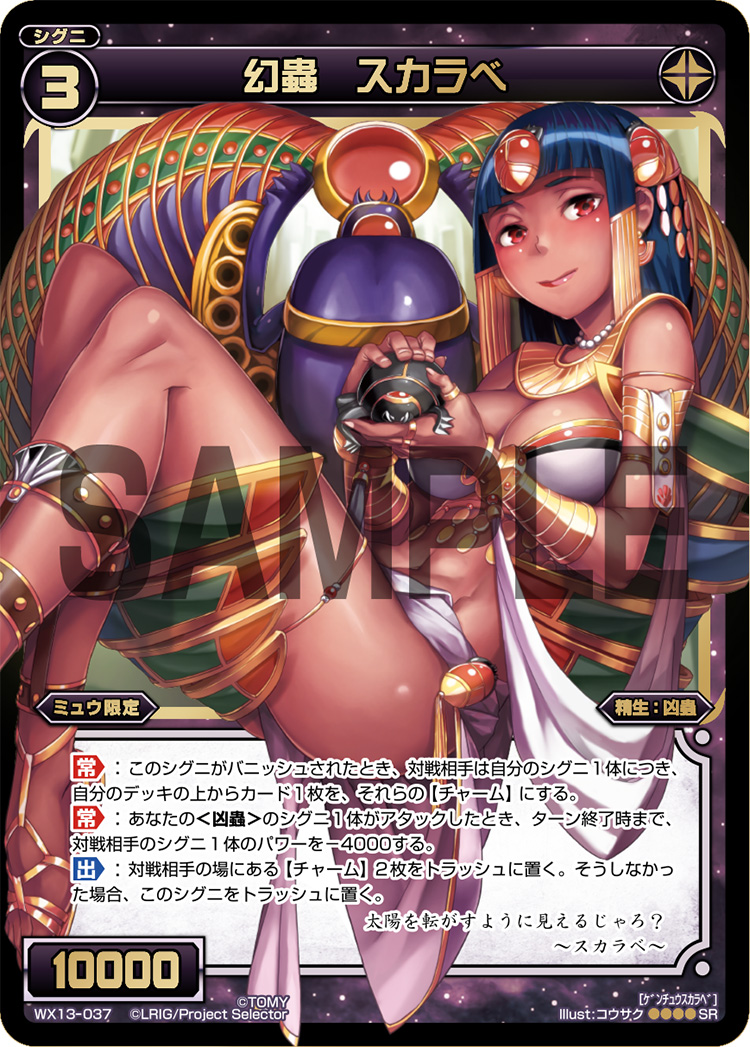 シグニ
3
幻蟲 スカラベ
SAMPLE
ミュウ限定
精生:凶蟲
常:このシグニがバニッシュされたとき、対戦相手は自分のシグニ1体につき、
自分のデッキの上からカード1枚を、それらの【チャーム】にする。
常:あなたの<凶蟲>のシグニ1体がアタックしたとき、ターン終了時まで、
対戦相手のシグニ1体のパワーを-4000する。
出:対戦相手の場にある【チャーム】2枚をトラッシュに置く。そうしなかっ
た場合、このシグニをトラッシュに置く。
太陽を転がすように見えるじゃろ?
~スカラベ~
10000
[ゲンチュウスカラベ]
©TOMY
WX13-037 ©LRIG/Project Selector
Illust:コウサク
SR